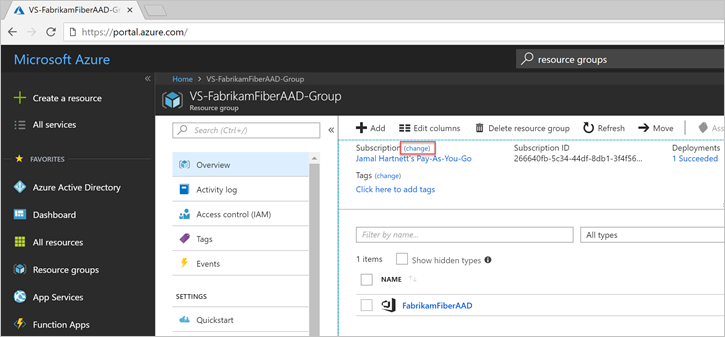 VS-FabrikamFiberAAD-G
https://portal.azure.com/
Microsoft Azure
resource groups
Home > VS-FabrikamFiberAAD-Group
VS-FabrikamFiberAAD-Group
Resource group
Create a resource
All services
FAVORITES
Azure Active Directory
Dashboard
All resources
Resource groups
App Services
Function Apps
Search (Ctrl+/)
Overview
Activity log
Access control (IAM)
Tags
Events
SETTINGS
Quickstart
Add Edit columns Delete resource group Refresh Move Ass
Subscription (change) Subscription ID Deployments
Jamal Hartnett's Pay-As-You-Go 266640fb-5c34-44df-8db1-3f4f56... 1 Succeeded
Tags (change)
Click here to add tags
Filter by name... All types
1 items Show hidden types
NAME
FabrikamFiberAAD